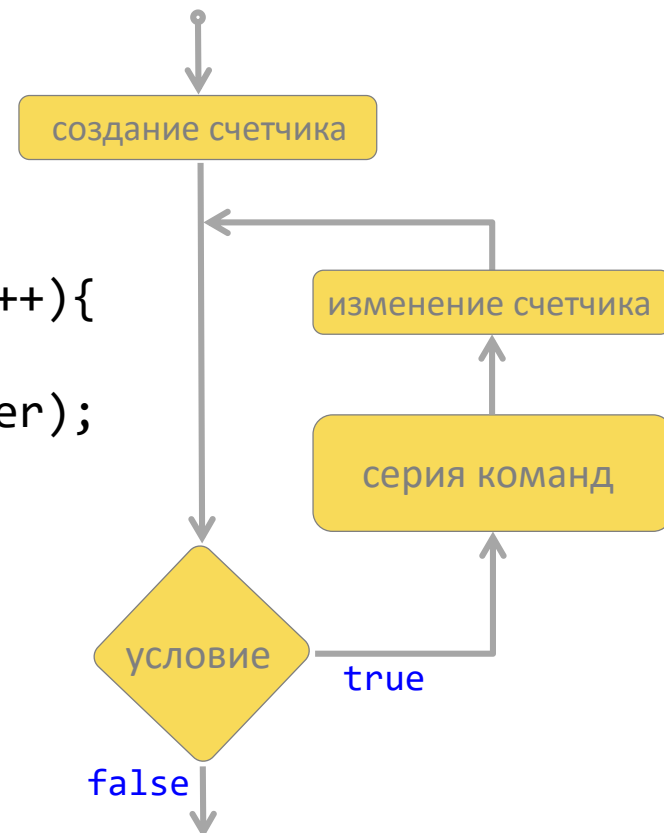 создание счетчика
++){
изменение счетчика
er);
серия команд
условие
true
false